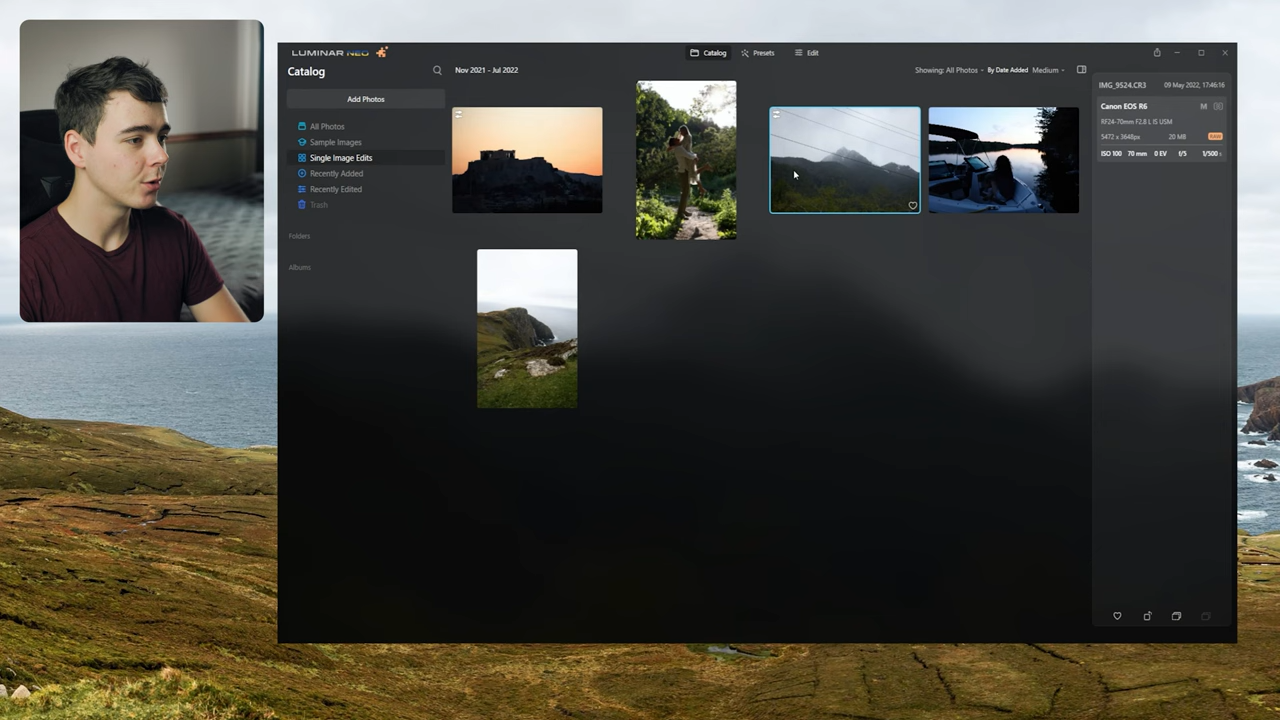 LUMINAR NEO
Catalog
Presets
Edit
Catalog
Nov 2021 - Jul 2022
Showing: All Photos
By Date Added
Medium
Add Photos
All Photos
Sample Images
Single Image Edits
Recently Added
Recently Edited
Trash
Folders
Albums
IMG_9524.CR3 09 May 2022, 17:46:16
Canon EOS R6 M
RF24-70mm F2.8 L IS USM
5472 x 3648px 20 MB RAW
ISO 100 70 mm 0 EV f/5 1/500 s